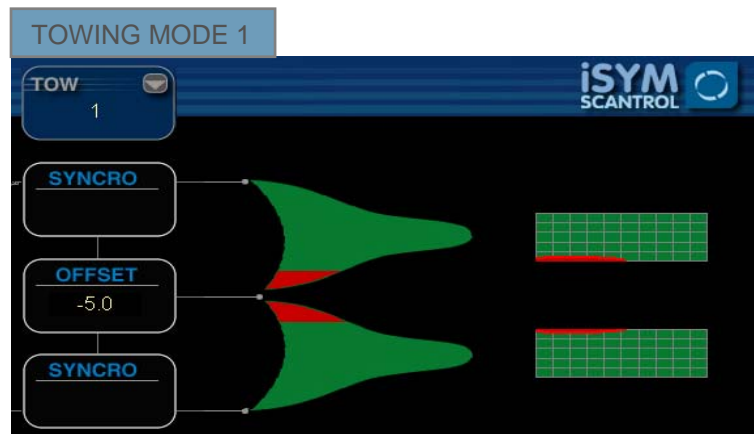 TOWING MODE 1
TOW
1
iSYM
SCANTROL
SYNCRO
OFFSET
-5.0
SYNCRO